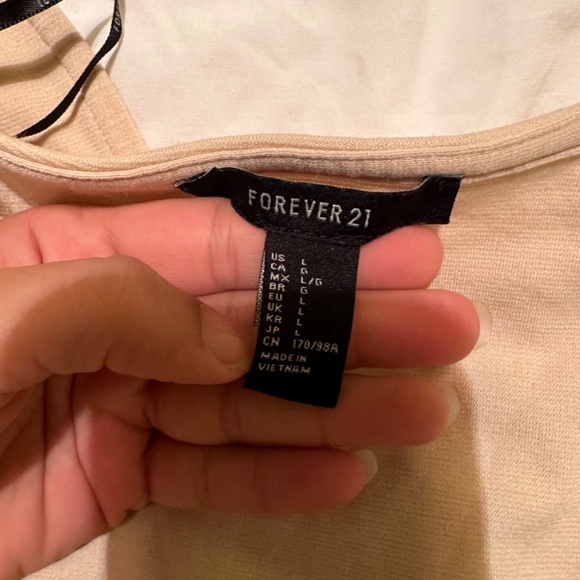 FOREVER 21
US L
CA G
MX L/G
BR G
EU L
UK L
KR L
JP L
CN 170/98A
MADE IN
VIETNAM